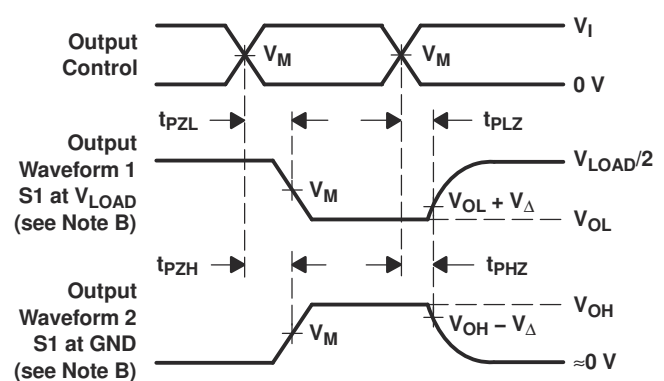 Output
Control
V_M
V_M
V_I
0 V
t_PZL
t_PLZ
Output
Waveform 1
S1 at V_LOAD
(see Note B)
V_M
V_LOAD/2
V_OL + V_Δ
V_OL
t_PZH
t_PHZ
Output
Waveform 2
S1 at GND
(see Note B)
V_M
V_OH
V_OH − V_Δ
≈0 V